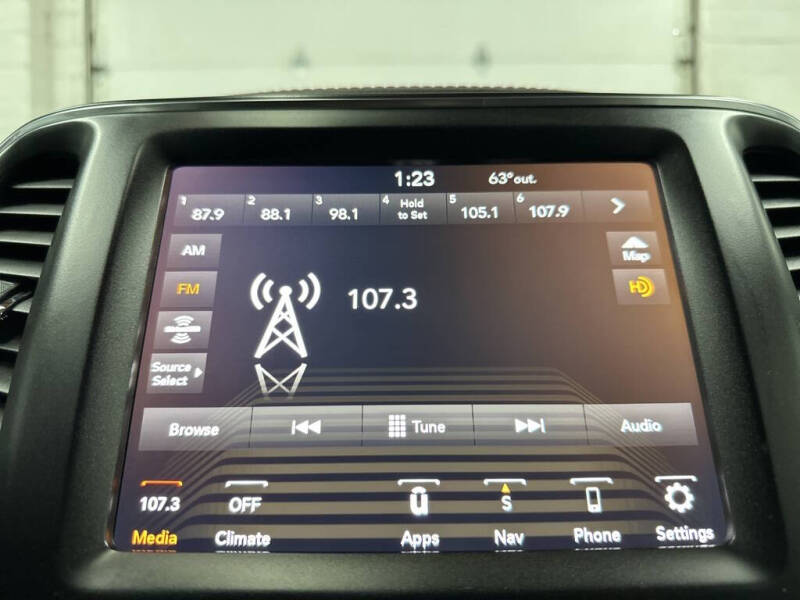 1:23 63° out.
1 87.9 2 88.1 3 98.1 4 Hold to Set 5 105.1 6 107.9
AM
Map
FM
HD
107.3
Source
Select
Browse Tune Audio
107.3 OFF S
Media Climate Apps Nav Phone Settings